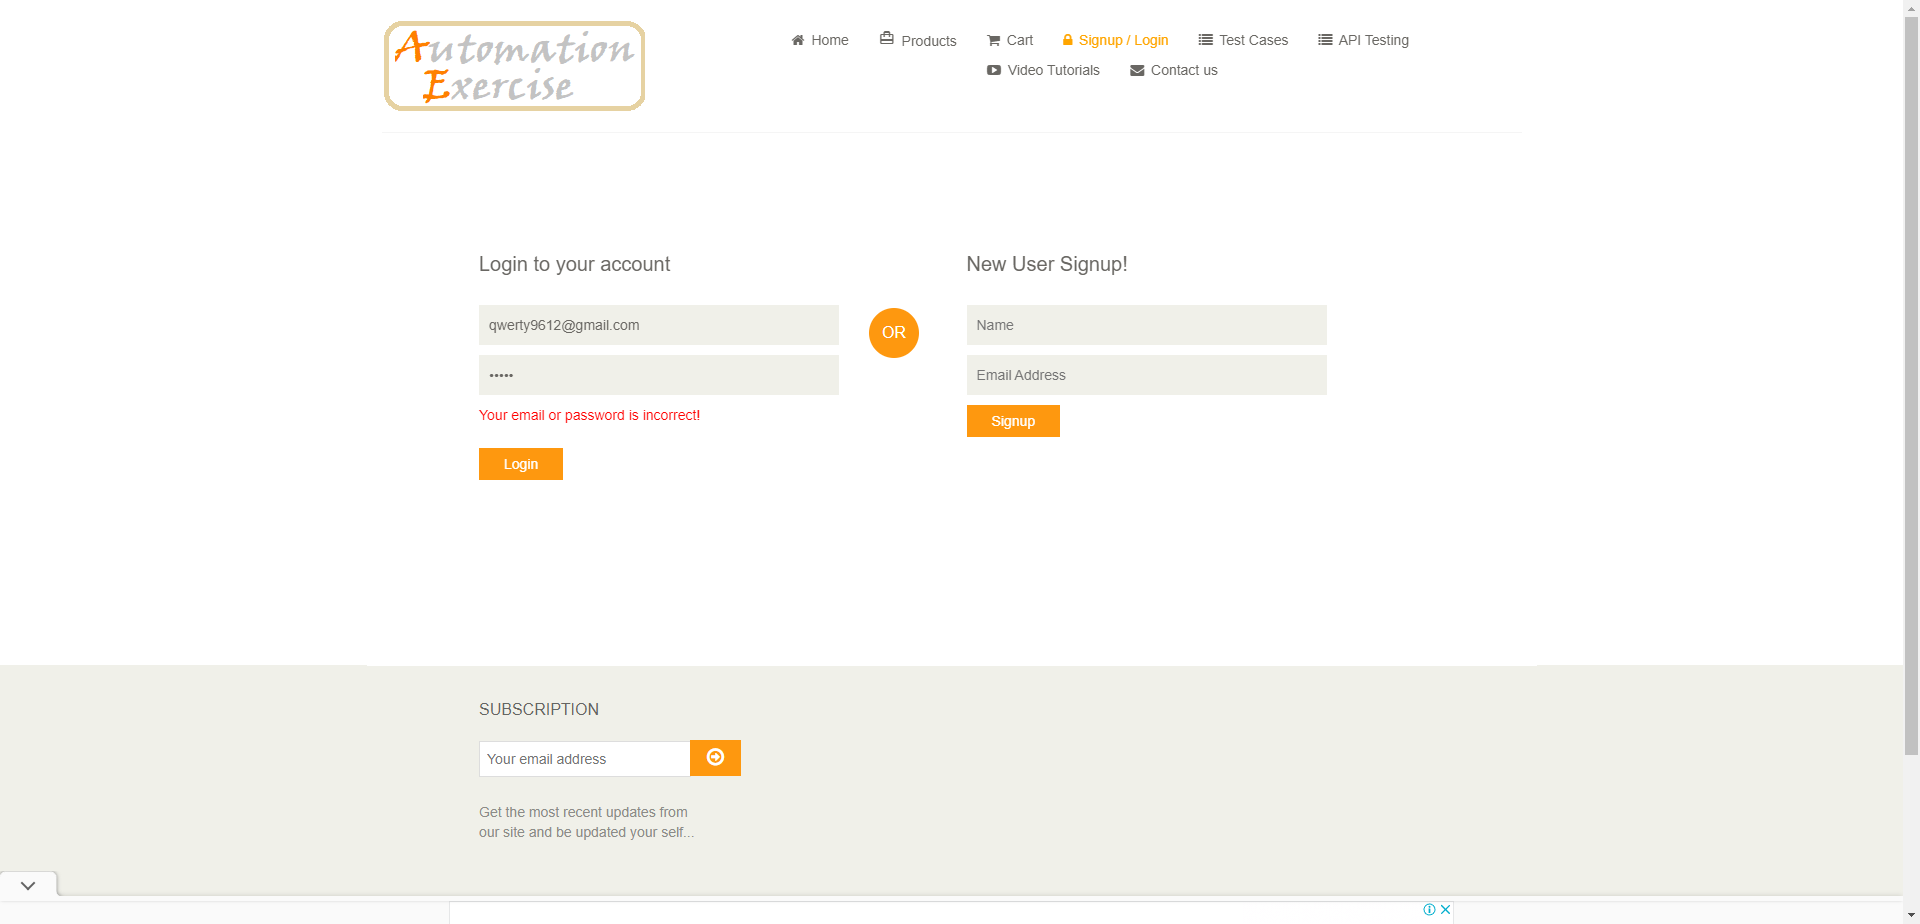 Automation
Exercise
Home
Products
Cart
Signup / Login
Test Cases
API Testing
Video Tutorials
Contact us
Login to your account
New User Signup!
qwerty9612@gmail.com
•••••
Your email or password is incorrect!
Login
OR
Name
Email Address
Signup
SUBSCRIPTION
Your email address
Get the most recent updates from
our site and be updated your self...